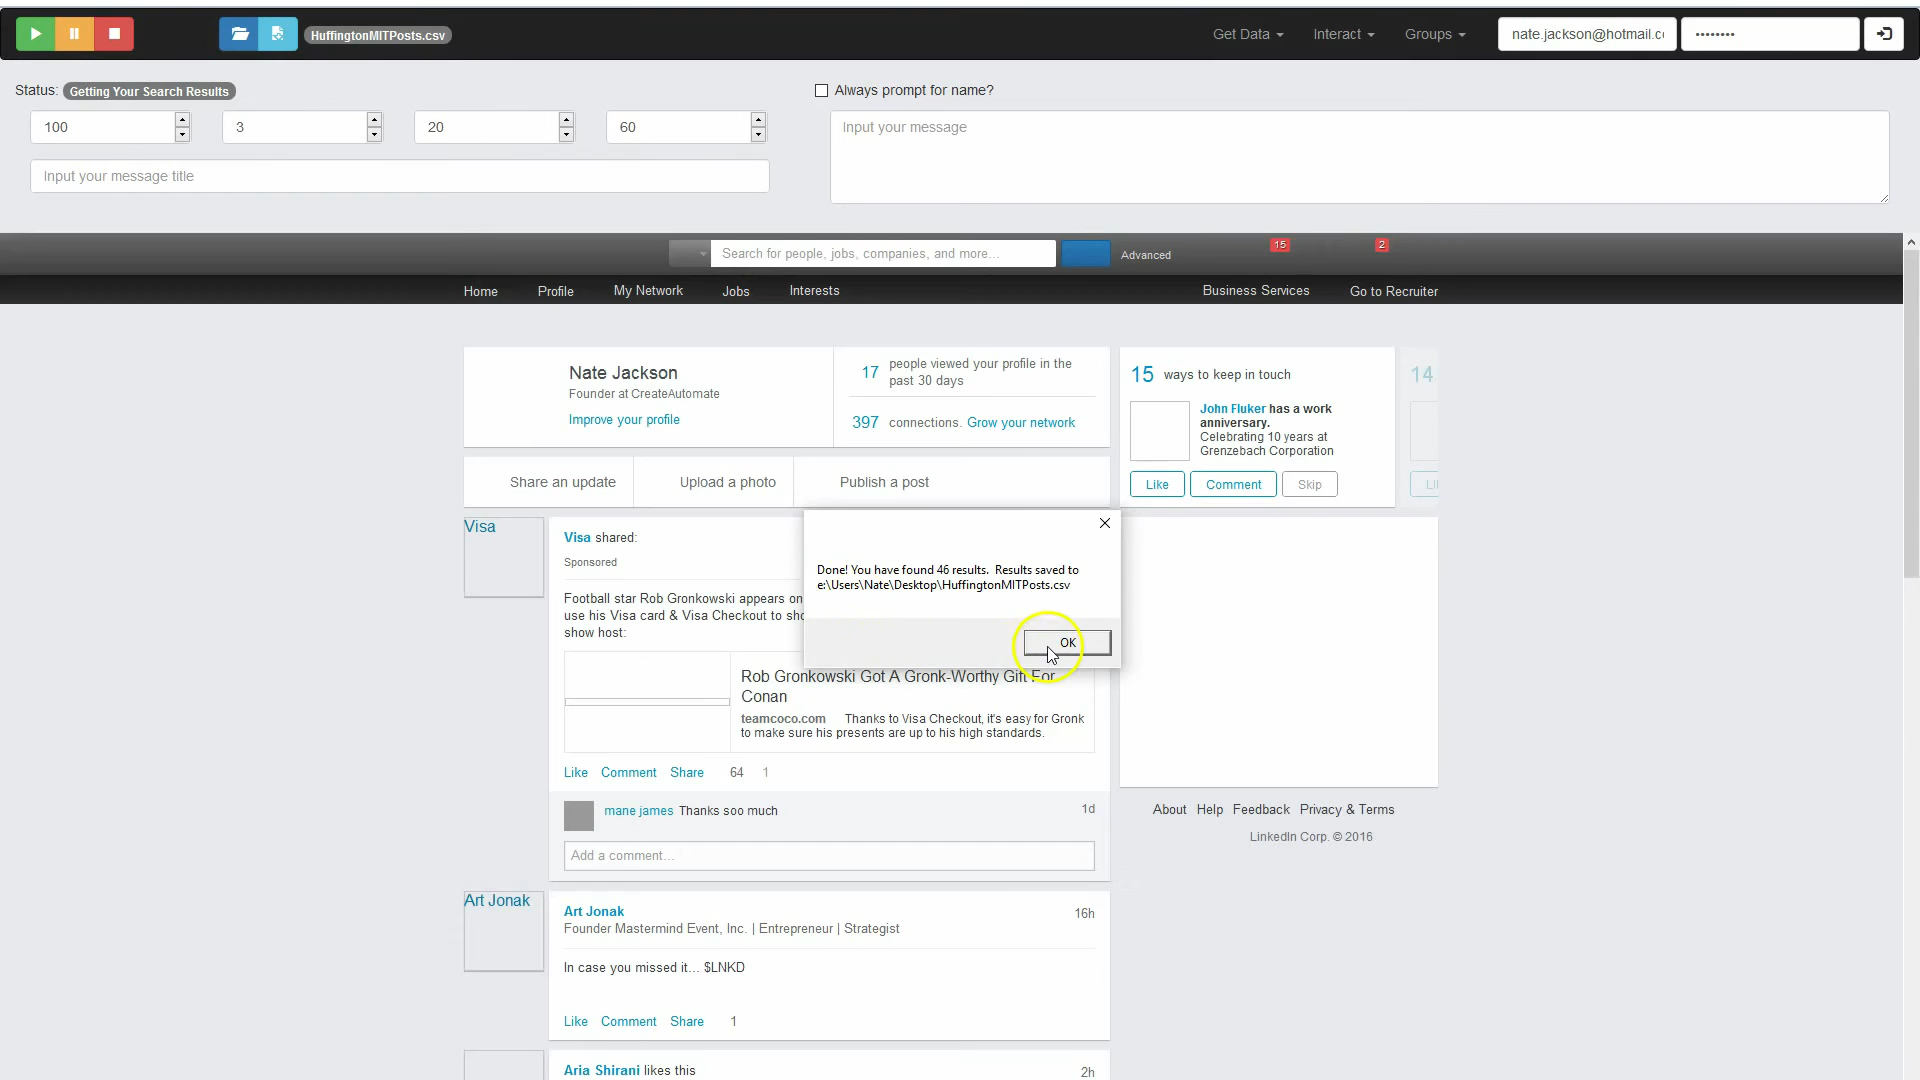 HuffingtonMITPosts.csv
Get Data
Interact
Groups
nate.jackson@hotmail.c
••••••••
Status: Getting Your Search Results
Always prompt for name?
100
3
20
60
Input your message
Input your message title
Search for people, jobs, companies, and more...
Advanced
15
2
Home
Profile
My Network
Jobs
Interests
Business Services
Go to Recruiter
Nate Jackson
Founder at CreateAutomate
Improve your profile
17 people viewed your profile in the
past 30 days
397 connections. Grow your network
15 ways to keep in touch
14
John Fluker has a work
anniversary.
Celebrating 10 years at
Grenzebach Corporation
Like
Comment
Skip
Li
Share an update
Upload a photo
Publish a post
Visa
Visa shared:
Sponsored
Football star Rob Gronkowski appears on
use his Visa card & Visa Checkout to sho
show host:
Done! You have found 46 results. Results saved to
e:\Users\Nate\Desktop\HuffingtonMITPosts.csv
OK
Rob Gronkowski Got A Gronk-Worthy Gift For
Conan
teamcoco.com Thanks to Visa Checkout, it's easy for Gronk
to make sure his presents are up to his high standards.
Like Comment Share 64 1
mane james Thanks soo much
1d
Add a comment...
About Help Feedback Privacy & Terms
LinkedIn Corp. © 2016
Art Jonak
Art Jonak
16h
Founder Mastermind Event, Inc. | Entrepreneur | Strategist
In case you missed it... $LNKD
Like Comment Share 1
Aria Shirani likes this
2h